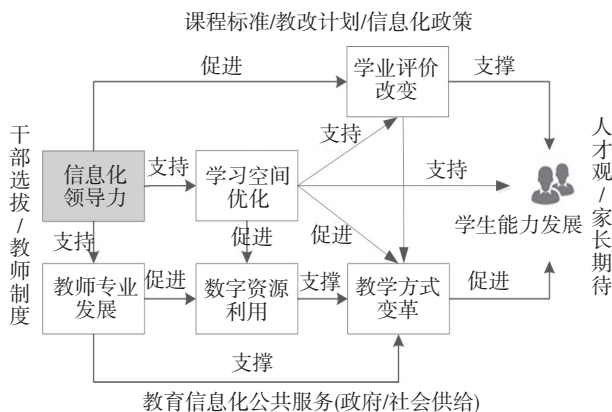 课程标准/教改计划/信息化政策
促进
学业评价
改变
支撑
干部选拔/教师制度
信息化
领导力
支持
学习空间
优化
支持
支持
学生能力发展
人才观/家长期待
支持
促进
促进
教师专业
发展
促进
数字资源
利用
支撑
教学方式
变革
促进
支撑
教育信息化公共服务(政府/社会供给)